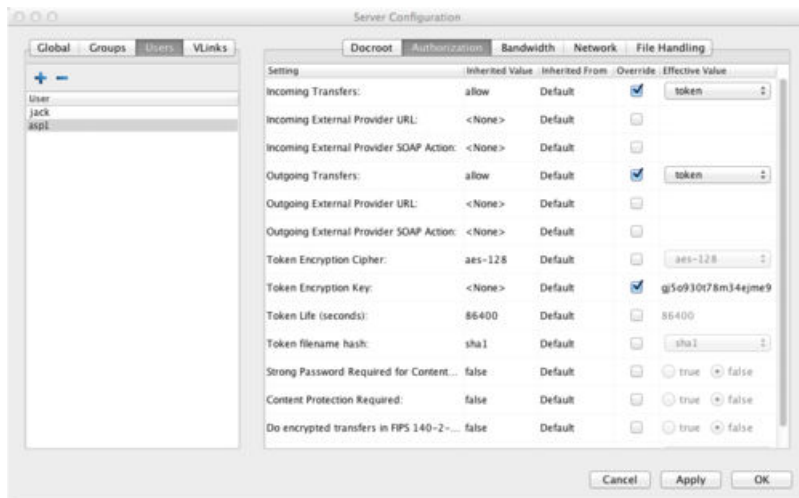 Server Configuration
Global Groups Users VLinks
User
jack
asp1
Docroot Authorization Bandwidth Network File Handling
Setting Inherited Value Inherited From Override Effective Value
Incoming Transfers: allow Default token
Incoming External Provider URL: <None> Default
Incoming External Provider SOAP Action: <None> Default
Outgoing Transfers: allow Default token
Outgoing External Provider URL: <None> Default
Outgoing External Provider SOAP Action: <None> Default
Token Encryption Cipher: aes-128 Default aes-128
Token Encryption Key: <None> Default gj5o930t78m34ejme9
Token Life (seconds): 86400 Default 86400
Token filename hash: sha1 Default sha1
Strong Password Required for Content... false Default true false
Content Protection Required: false Default true false
Do encrypted transfers in FIPS 140-2-... false Default true false
Cancel Apply OK